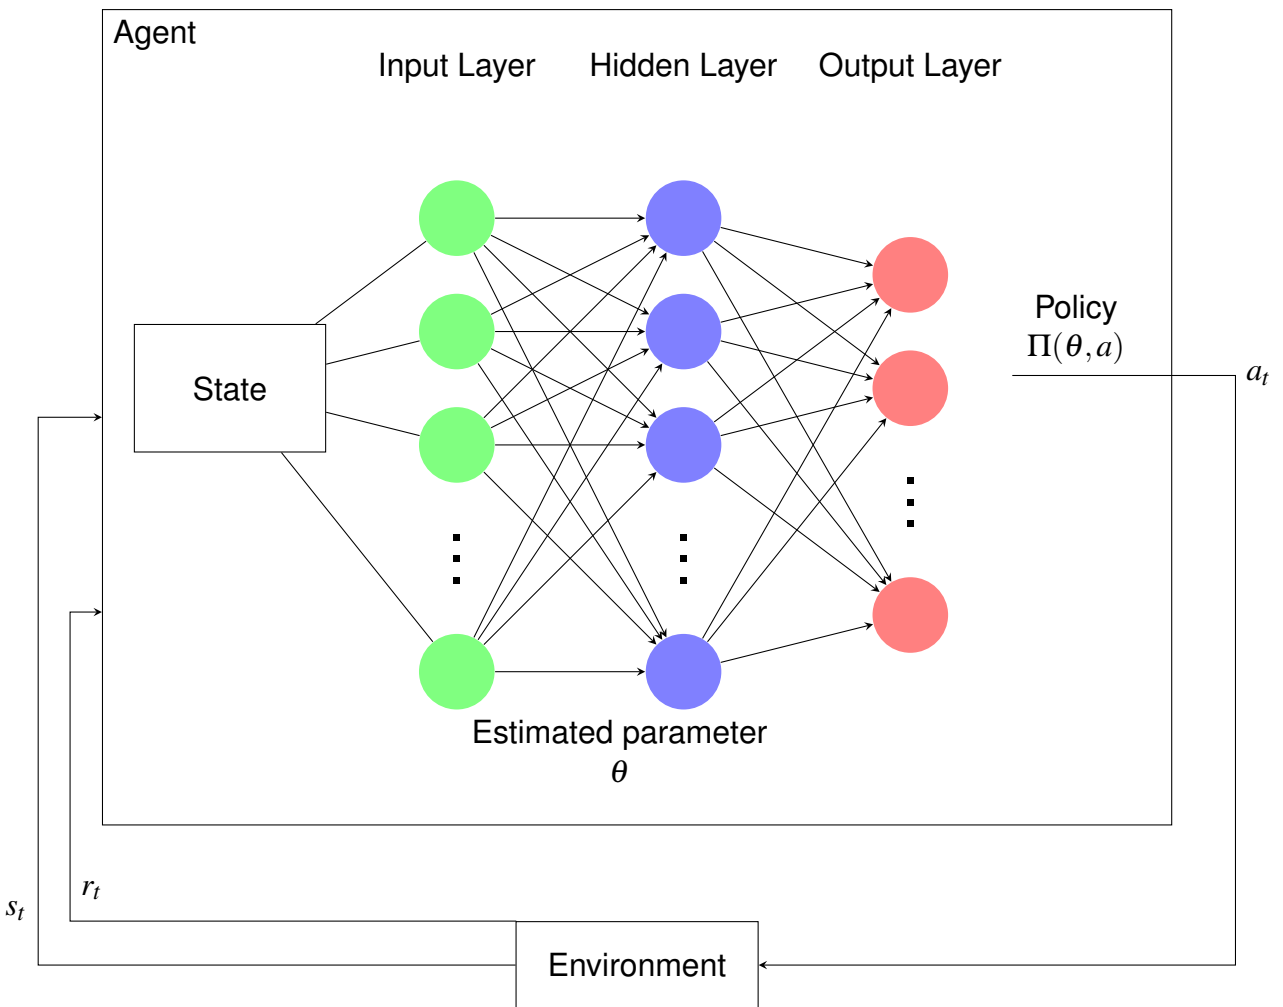 Agent
Input Layer
Hidden Layer
Output Layer
Policy
Π(θ, a)
a_t
State
Estimated parameter
θ
r_t
s_t
Environment